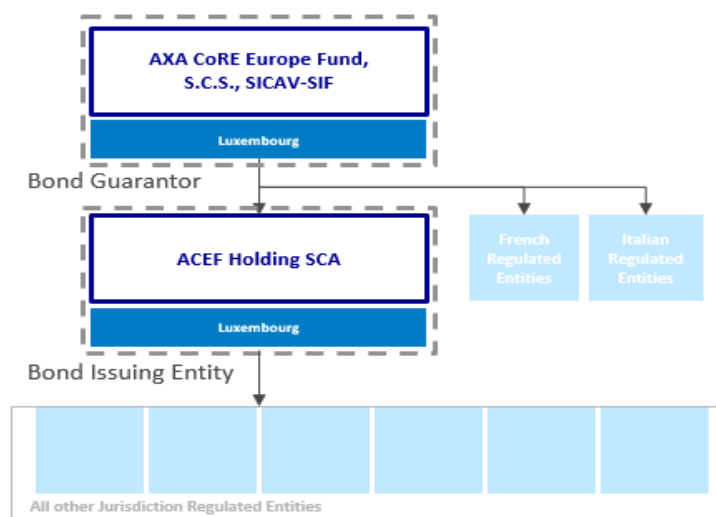 AXA CoRE Europe Fund,
S.C.S., SICAV-SIF
Luxembourg
Bond Guarantor
ACEF Holding SCA
Luxembourg
French
Regulated
Entities
Italian
Regulated
Entities
Bond Issuing Entity
All other Jurisdiction Regulated Entities